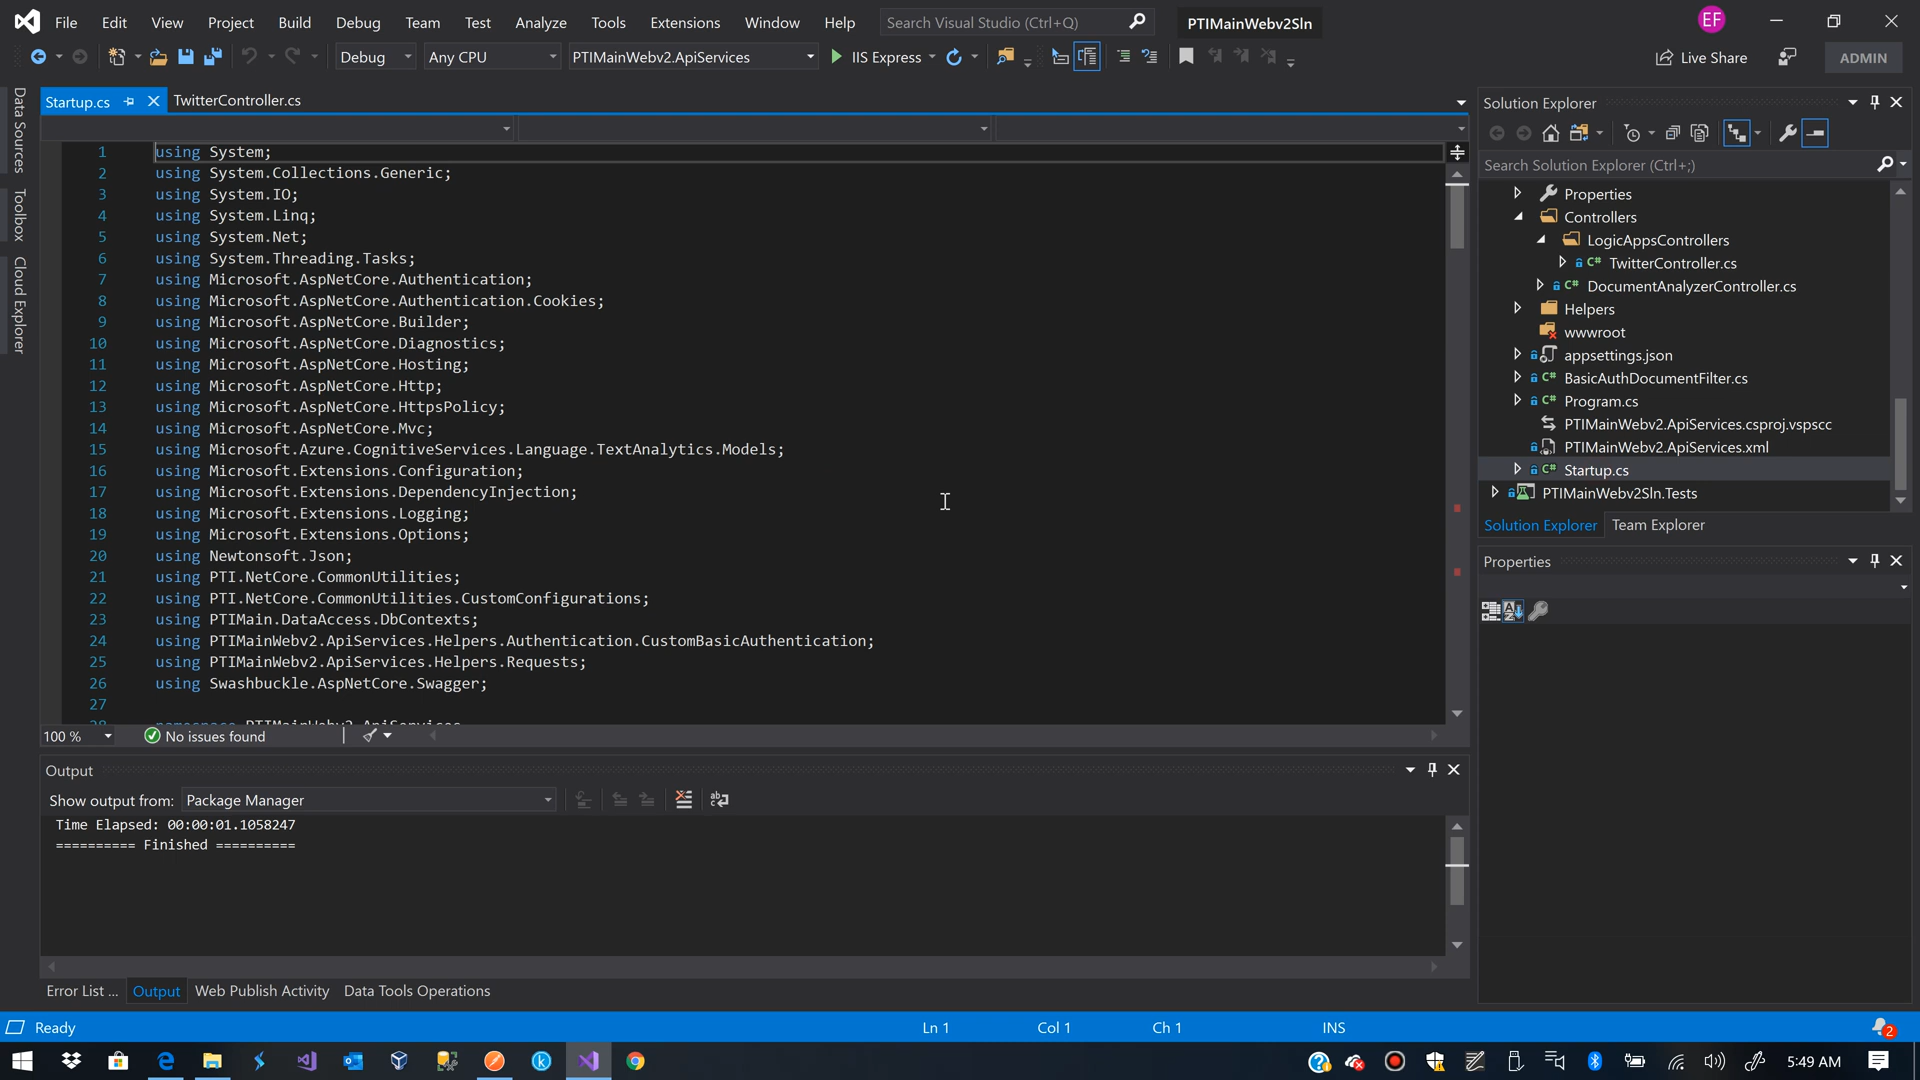 File Edit View Project Build Debug Team Test Analyze Tools Extensions Window Help Search Visual Studio (Ctrl+Q) PTIMainWebv2Sln EF
Debug Any CPU PTIMainWebv2.ApiServices IIS Express Live Share ADMIN
Data Sources
Toolbox
Cloud Explorer
Startup.cs TwitterController.cs
1 using System;
2 using System.Collections.Generic;
3 using System.IO;
4 using System.Linq;
5 using System.Net;
6 using System.Threading.Tasks;
7 using Microsoft.AspNetCore.Authentication;
8 using Microsoft.AspNetCore.Authentication.Cookies;
9 using Microsoft.AspNetCore.Builder;
10 using Microsoft.AspNetCore.Diagnostics;
11 using Microsoft.AspNetCore.Hosting;
12 using Microsoft.AspNetCore.Http;
13 using Microsoft.AspNetCore.HttpsPolicy;
14 using Microsoft.AspNetCore.Mvc;
15 using Microsoft.Azure.CognitiveServices.Language.TextAnalytics.Models;
16 using Microsoft.Extensions.Configuration;
17 using Microsoft.Extensions.DependencyInjection;
18 using Microsoft.Extensions.Logging;
19 using Microsoft.Extensions.Options;
20 using Newtonsoft.Json;
21 using PTI.NetCore.CommonUtilities;
22 using PTI.NetCore.CommonUtilities.CustomConfigurations;
23 using PTIMain.DataAccess.DbContexts;
24 using PTIMainWebv2.ApiServices.Helpers.Authentication.CustomBasicAuthentication;
25 using PTIMainWebv2.ApiServices.Helpers.Requests;
26 using Swashbuckle.AspNetCore.Swagger;
27
28 namespace PTIMainWebv2.ApiServices
100 % No issues found
Output
Show output from: Package Manager
Time Elapsed: 00:00:01.1058247
========== Finished ==========
Error List ... Output Web Publish Activity Data Tools Operations
Solution Explorer
Search Solution Explorer (Ctrl+;)
Properties
Controllers
LogicAppsControllers
C# TwitterController.cs
C# DocumentAnalyzerController.cs
Helpers
wwwroot
appsettings.json
C# BasicAuthDocumentFilter.cs
C# Program.cs
PTIMainWebv2.ApiServices.csproj.vspscc
PTIMainWebv2.ApiServices.xml
C# Startup.cs
PTIMainWebv2Sln.Tests
Solution Explorer Team Explorer
Properties
Ready Ln 1 Col 1 Ch 1 INS 2
5:49 AM